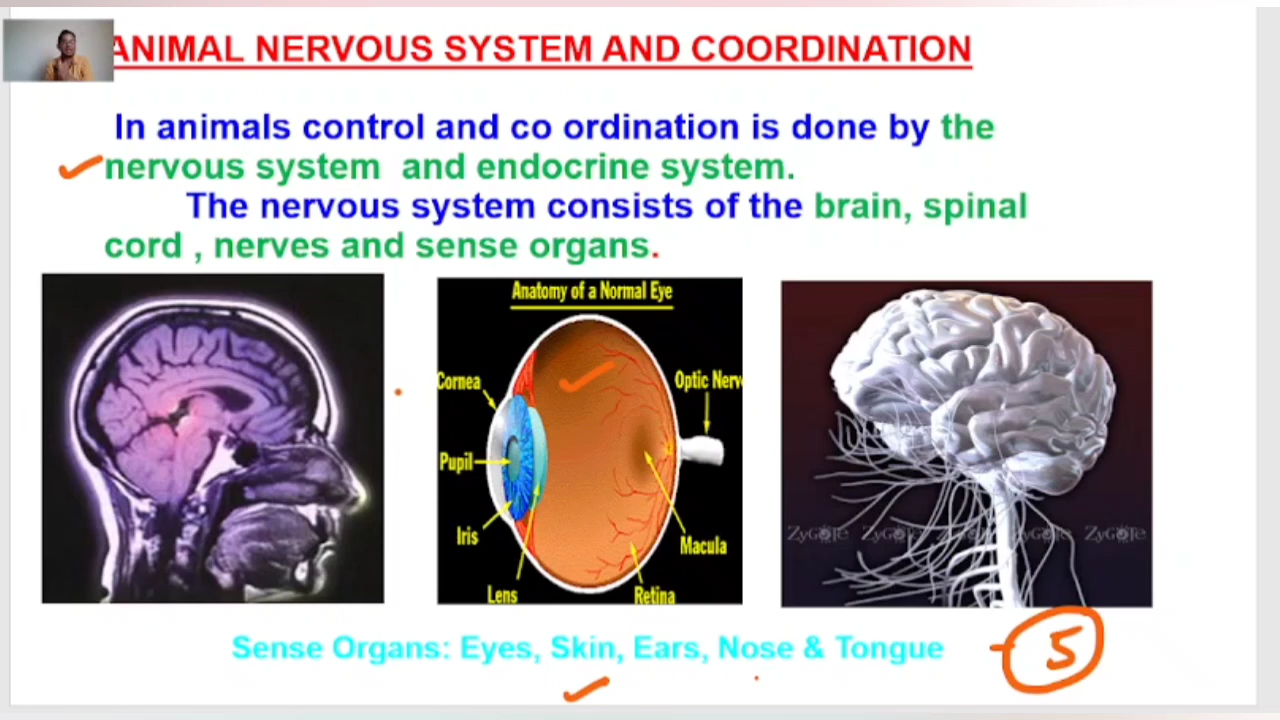 ANIMAL NERVOUS SYSTEM AND COORDINATION
In animals control and co ordination is done by the
nervous system and endocrine system.
The nervous system consists of the brain, spinal
cord , nerves and sense organs.
Anatomy of a Normal Eye
Cornea
Optic Nerv
Pupil
Iris
Macula
Lens
Retina
ZyGOTe ZyGOTe ZyGOTe ZyGOTe ZyGOTe
Sense Organs: Eyes, Skin, Ears, Nose & Tongue - 5